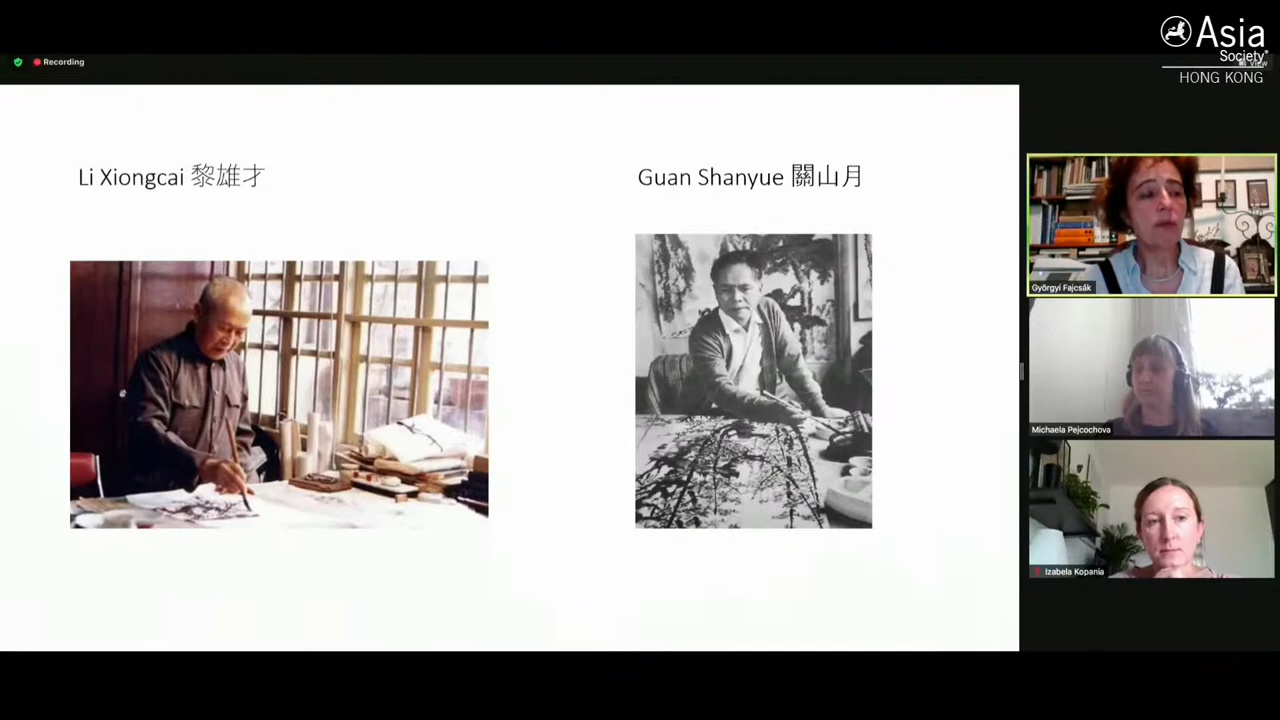 Asia
Society
HONG KONG
Recording
View
Li Xiongcai 黎雄才
Guan Shanyue 關山月
Györgyi Fajcsák
Michaela Pejcochova
Izabela Kopania